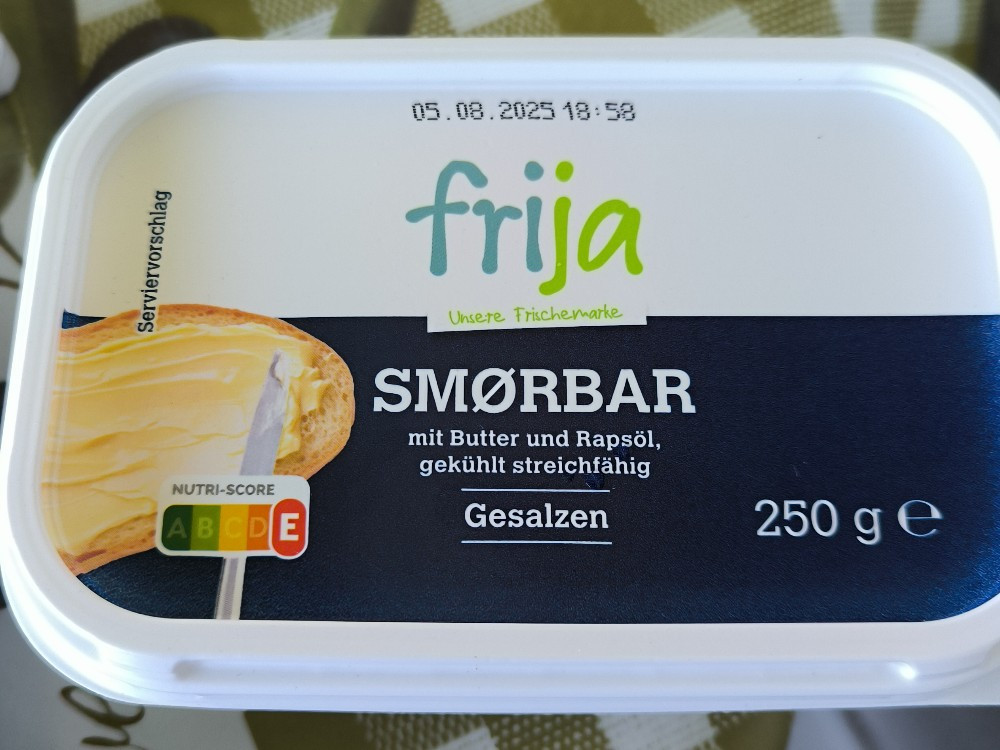 05.08.2025 18:58
frija
Unsere Frischemarke
Serviervorschlag
SMØRBAR
mit Butter und Rapsöl,
gekühlt streichfähig
Gesalzen
250 g ℮
NUTRI-SCORE
A B C D E